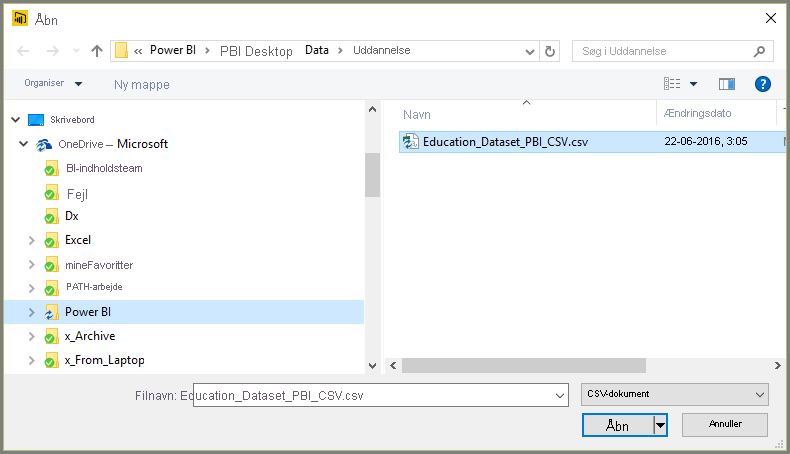 Åbn
« Power BI > PBI Desktop Data > Uddannelse
Søg i Uddannelse
Organiser
Ny mappe
?
Skrivebord
OneDrive – Microsoft
BI-indholdsteam
Fejl
Dx
Excel
mineFavoritter
PATH-arbejde
Power BI
x_Archive
x_From_Laptop
Navn
Ændringsdato
Education_Dataset_PBI_CSV.csv
22-06-2016, 3:05
Filnavn: Education_Dataset_PBI_CSV.csv
CSV-dokument
Åbn
Annuller